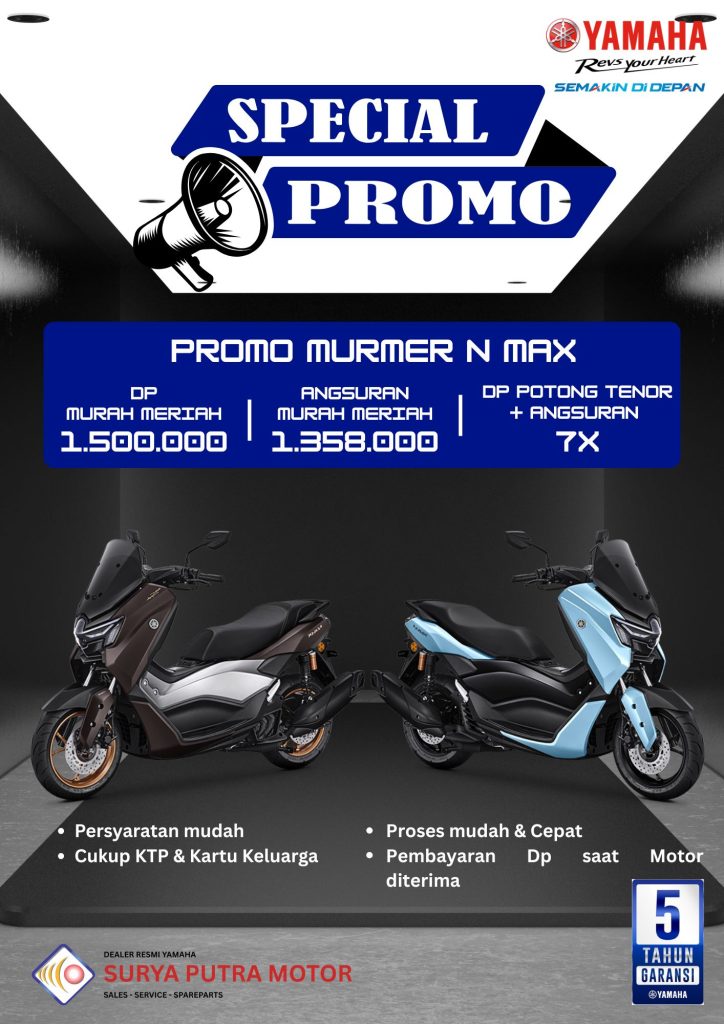 YAMAHA
Revs Your Heart
SEMAKIN DI DEPAN
SPECIAL
PROMO
PROMO MURMER N MAX
DP
MURAH MERIAH
1.500.000
ANGSURAN
MURAH MERIAH
1.358.000
DP POTONG TENOR
+ ANGSURAN
7X
• Persyaratan mudah
• Cukup KTP & Kartu Keluarga
• Proses mudah & Cepat
• Pembayaran Dp saat Motor
diterima
DEALER RESMI YAMAHA
SURYA PUTRA MOTOR
SALES - SERVICE - SPAREPARTS
5
TAHUN
GARANSI
YAMAHA